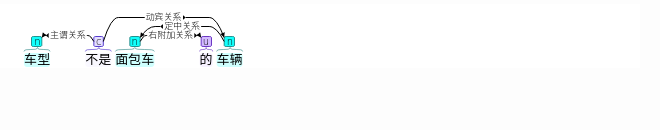 动宾关系
定中关系
主谓关系 右附加关系
n c n u n
车型 不是 面包车 的 车辆